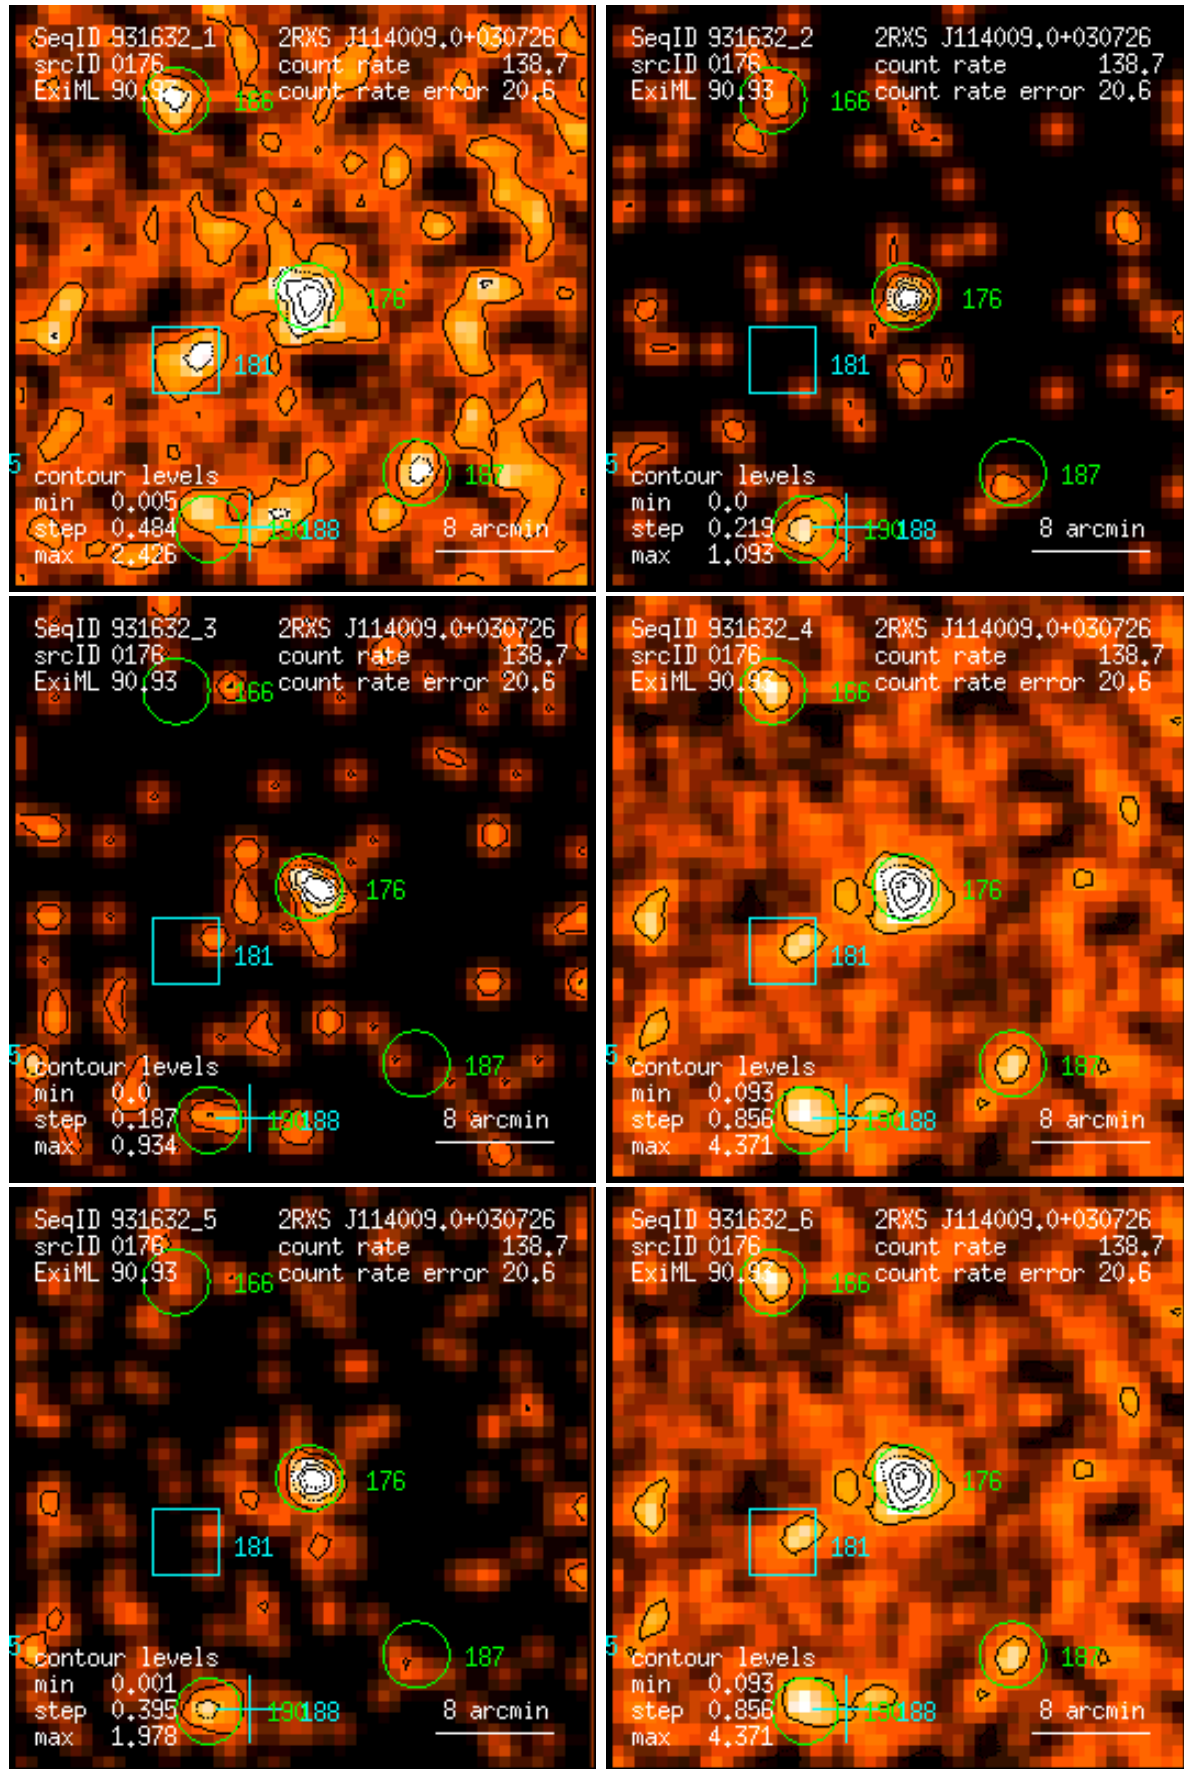 SeqID 931632_1 2RXS J114009.0+030726
srcID 0176 count rate 138.7
ExiML 90.93 166 count rate error 20.6
176
181
187
5
contour levels
min 0.005
step 0.484 190 188 8 arcmin
max 2.426
SeqID 931632_2 2RXS J114009.0+030726
srcID 0176 count rate 138.7
ExiML 90.93 166 count rate error 20.6
176
181
187
5
contour levels
min 0.0
step 0.219 190 188 8 arcmin
max 1.093
SeqID 931632_3 2RXS J114009.0+030726
srcID 0176 count rate 138.7
ExiML 90.93 166 count rate error 20.6
176
181
187
5
contour levels
min 0.0
step 0.187 190 188 8 arcmin
max 0.934
SeqID 931632_4 2RXS J114009.0+030726
srcID 0176 count rate 138.7
ExiML 90.93 166 count rate error 20.6
176
181
187
5
contour levels
min 0.093
step 0.856 190 188 8 arcmin
max 4.371
SeqID 931632_5 2RXS J114009.0+030726
srcID 0176 count rate 138.7
ExiML 90.93 166 count rate error 20.6
176
181
187
5
contour levels
min 0.001
step 0.395 190 188 8 arcmin
max 1.978
SeqID 931632_6 2RXS J114009.0+030726
srcID 0176 count rate 138.7
ExiML 90.93 166 count rate error 20.6
176
181
187
5
contour levels
min 0.093
step 0.856 190 188 8 arcmin
max 4.371